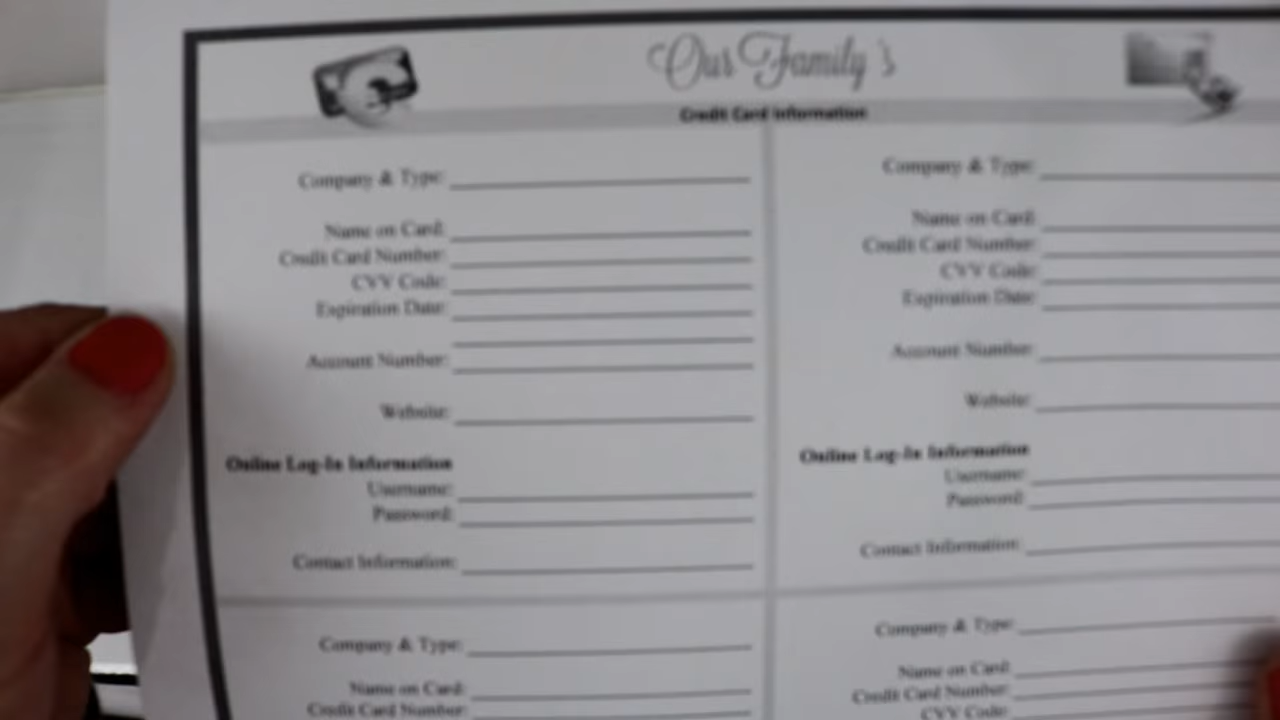 Our Family's
Credit Card Information
Company & Type:
Name on Card:
Credit Card Number:
CVV Code:
Expiration Date:
Account Number:
Website:
Online Log-In Information
Username:
Password:
Contact Information:
Company & Type:
Name on Card:
Credit Card Number:
CVV Code:
Expiration Date:
Account Number:
Website:
Online Log-In Information
Username:
Password:
Contact Information:
Company & Type:
Name on Card:
Credit Card Number:
Company & Type:
Name on Card:
Credit Card Number:
CVV Code: